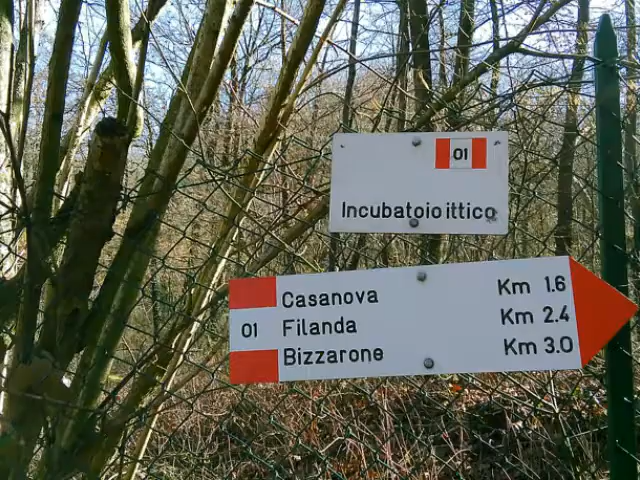 01
Incubatoio ittico
Casanova Km 1.6
01 Filanda Km 2.4
Bizzarone Km 3.0